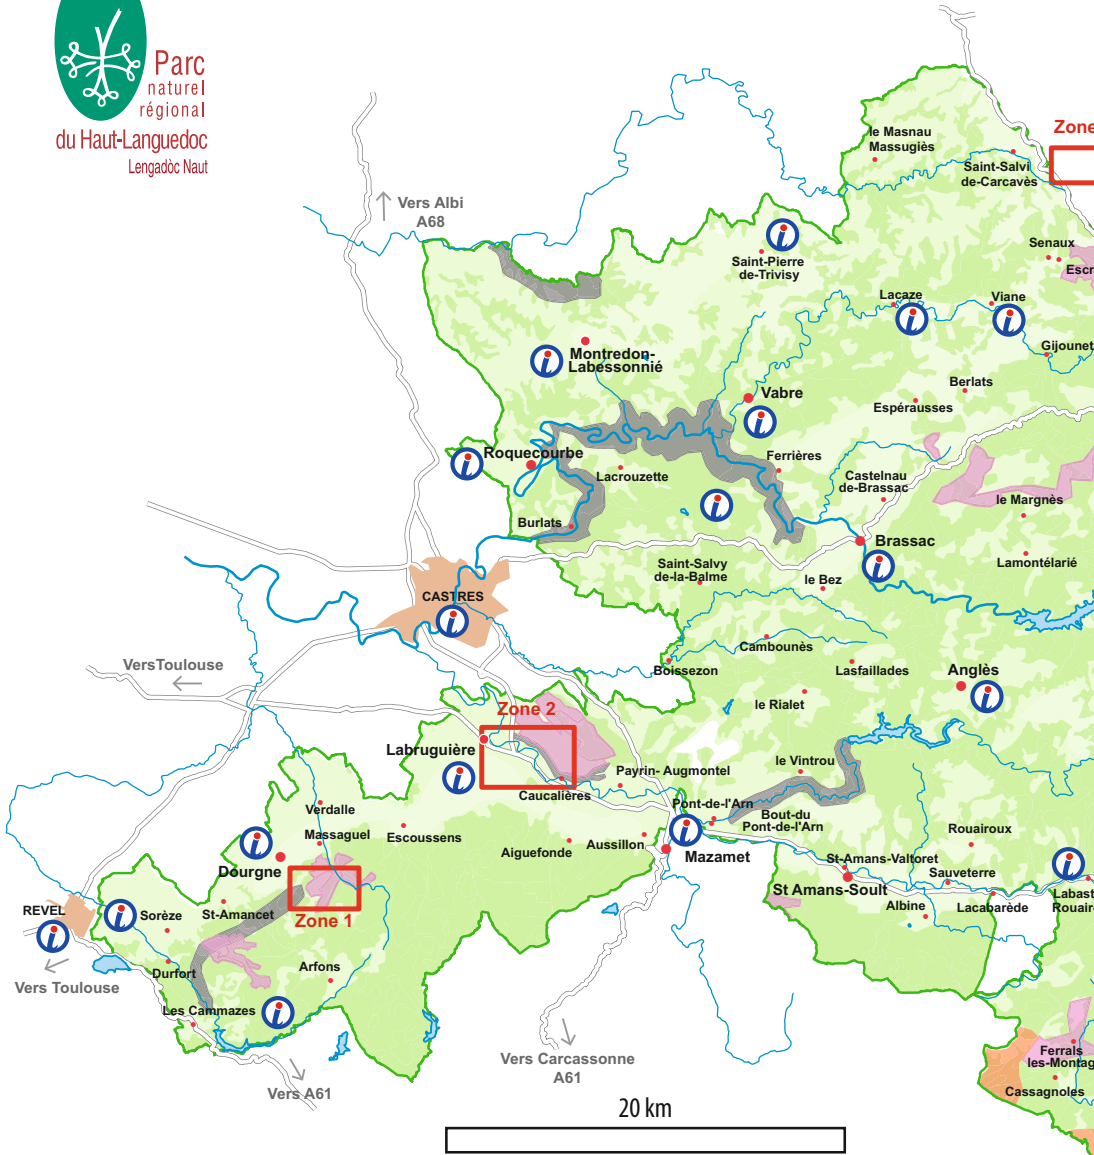 Parc
naturel
régional
du Haut-Languedoc
Lengadòc Naut
Zone
le Masnau
Massugiès
Saint-Salvi
de-Carcavès
Vers Albi
A68
Senaux
Escr
Saint-Pierre
de-Trivisy
Lacaze
Viane
Gijounet
Montredon-
Labessonnié
Berlats
Vabre
Espérausses
Roquecourbe
Ferrières
Lacrouzette
Castelnau
de-Brassac
le Margnès
Burlats
Brassac
Saint-Salvy
de-la-Balme
le Bez
Lamontélarié
CASTRES
Cambounès
VersToulouse
Boissezon
Lasfaillades
Anglès
le Rialet
Zone 2
Labruguière
Payrin- Augmontel
le Vintrou
Caucalières
Pont-de-l'Arn
Bout-du
Pont-de-l'Arn
Verdalle
Massaguel
Escoussens
Aiguefonde
Aussillon
Mazamet
Rouairoux
St-Amans-Valtoret
Sauveterre
Dourgne
St Amans-Soult
Labast
Rouair
Lacabarède
Albine
REVEL
Sorèze
St-Amancet
Zone 1
Durfort
Arfons
Vers Toulouse
Les Cammazes
Vers Carcassonne
A61
Vers A61
Ferrals
les-Montag
Cassagnoles
20 km